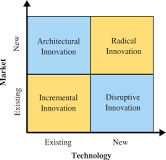 Market
New
Existing
Architectural
Innovation
Radical
Innovation
Incremental
Innovation
Disruptive
Innovation
Existing
New
Technology